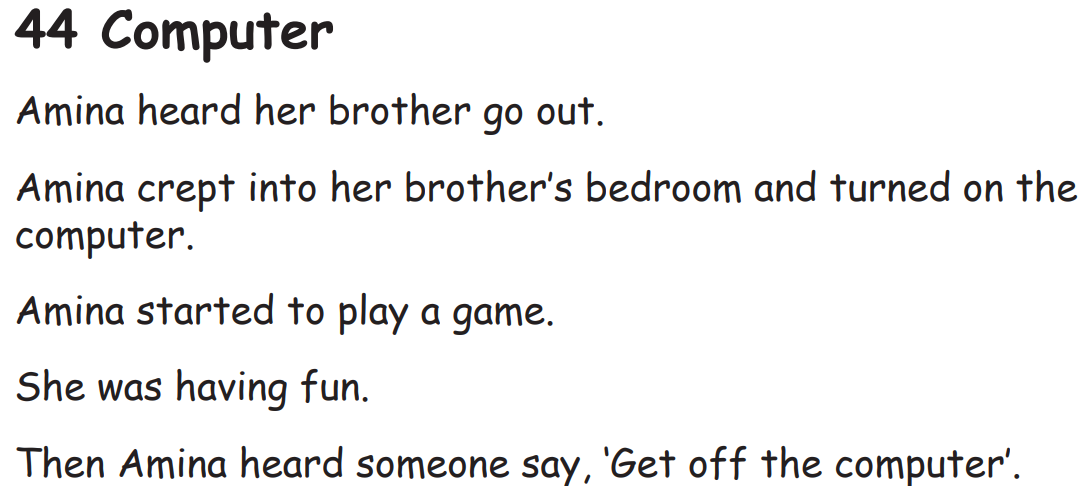 44 Computer
Amina heard her brother go out.
Amina crept into her brother's bedroom and turned on the
computer.
Amina started to play a game.
She was having fun.
Then Amina heard someone say, 'Get off the computer'.